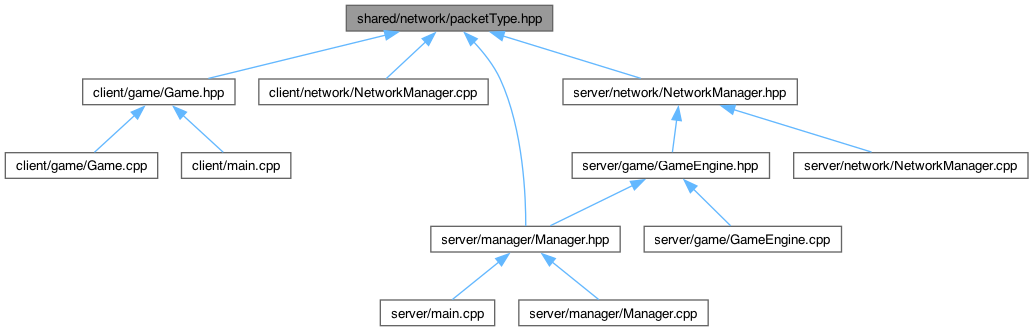 shared/network/packetType.hpp
client/game/Game.hpp
client/network/NetworkManager.cpp
server/network/NetworkManager.hpp
client/game/Game.cpp
client/main.cpp
server/game/GameEngine.hpp
server/network/NetworkManager.cpp
server/manager/Manager.hpp
server/game/GameEngine.cpp
server/main.cpp
server/manager/Manager.cpp